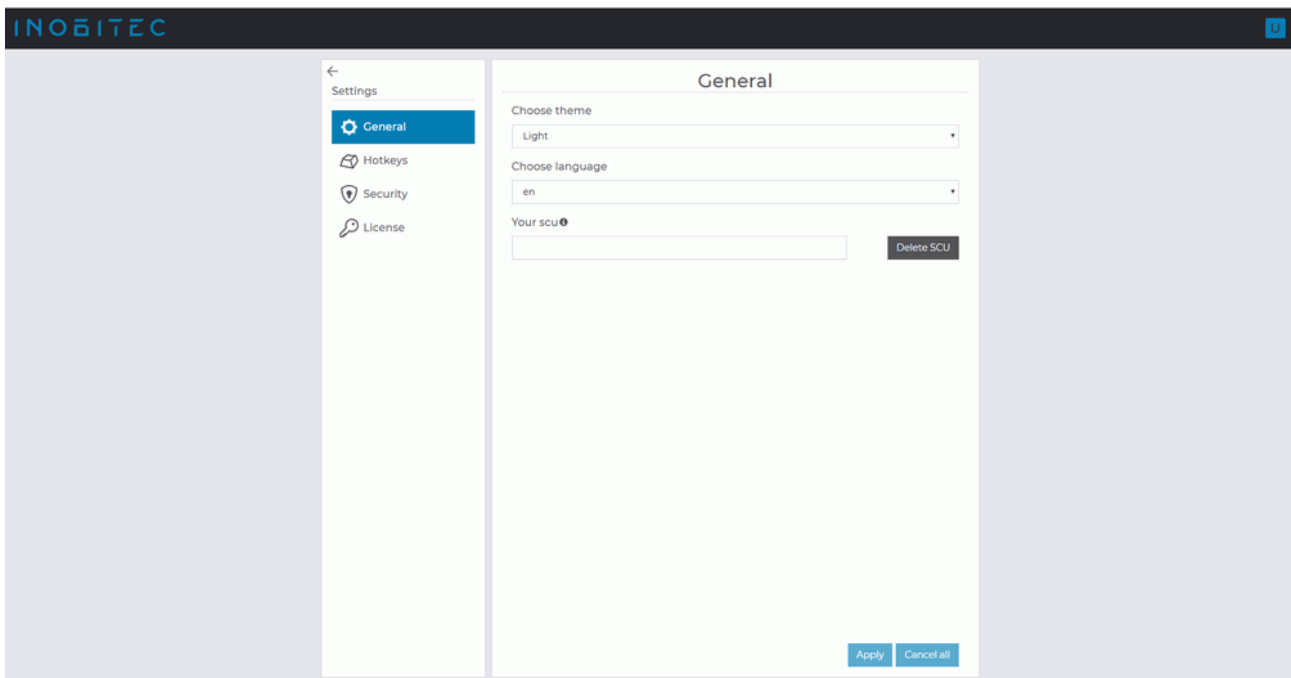 INOBITEC
U
Settings
General
Hotkeys
Security
License
General
Choose theme
Light
Choose language
en
Your scu
Delete SCU
Apply
Cancel all